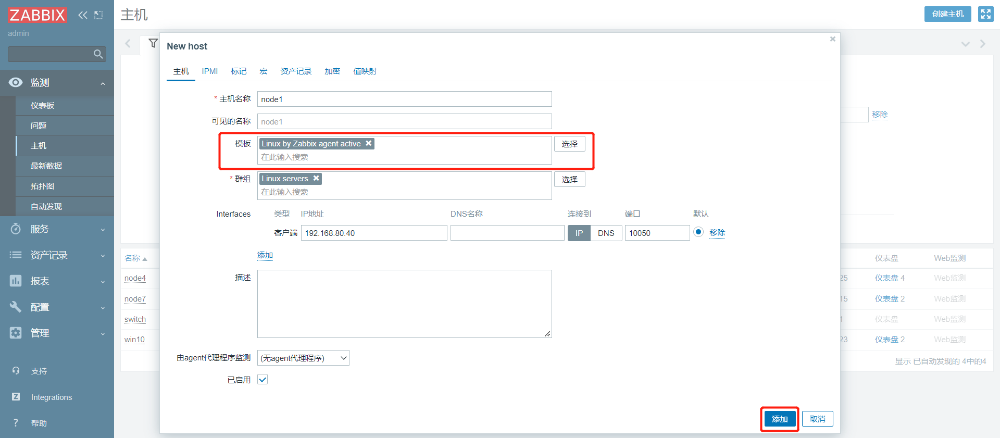 ZABBIX
admin
监测
仪表板
问题
主机
最新数据
拓扑图
自动发现
服务
资产记录
报表
配置
管理
支持
Integrations
帮助
主机
创建主机
New host
主机 IPMI 标记 宏 资产记录 加密 值映射
* 主机名称 node1
可见的名称 node1
模板 Linux by Zabbix agent active 选择
在此输入搜索
* 群组 Linux servers 选择
在此输入搜索
Interfaces 类型 IP地址 DNS名称 连接到 端口 默认
客户端 192.168.80.40 IP DNS 10050 移除
添加
描述
由agent代理程序监测 (无agent代理程序)
已启用
添加 取消
移除
名称 仪表盘 Web监测
node4 25 仪表盘 4 Web监测
node7 15 仪表盘 2 Web监测
switch 1 仪表盘 Web监测
win10 23 仪表盘 2 Web监测
显示 已自动发现的 4中的4